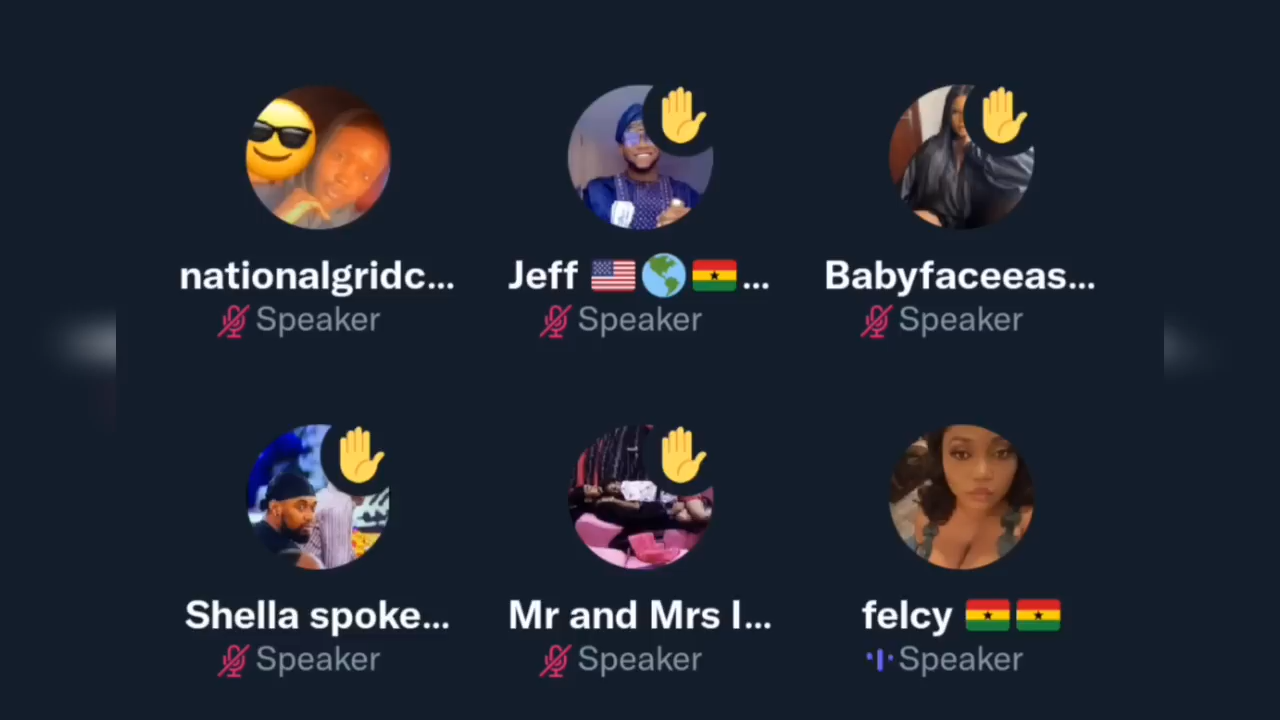 nationalgridc...
Speaker
Jeff 🇺🇸🌎🇬🇭...
Speaker
Babyfaceeas...
Speaker
Shella spoke...
Speaker
Mr and Mrs I...
Speaker
felcy 🇬🇭🇬🇭
Speaker